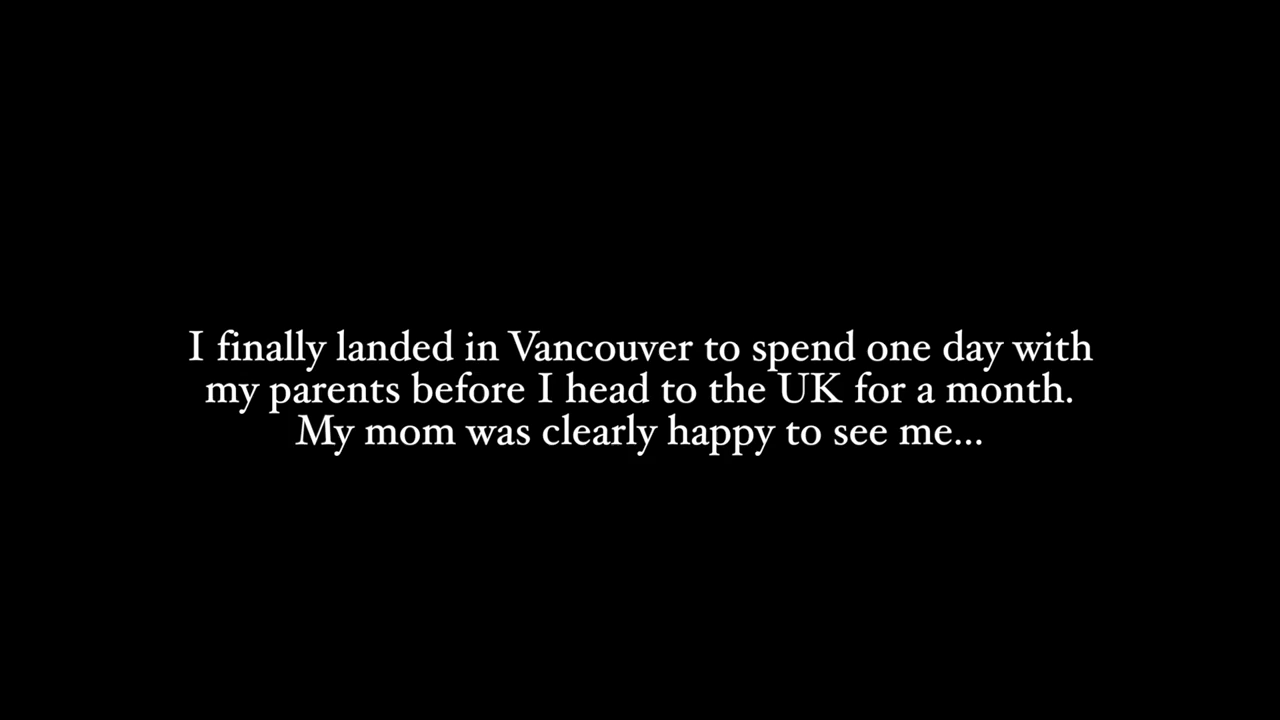 I finally landed in Vancouver to spend one day with
my parents before I head to the UK for a month.
My mom was clearly happy to see me...